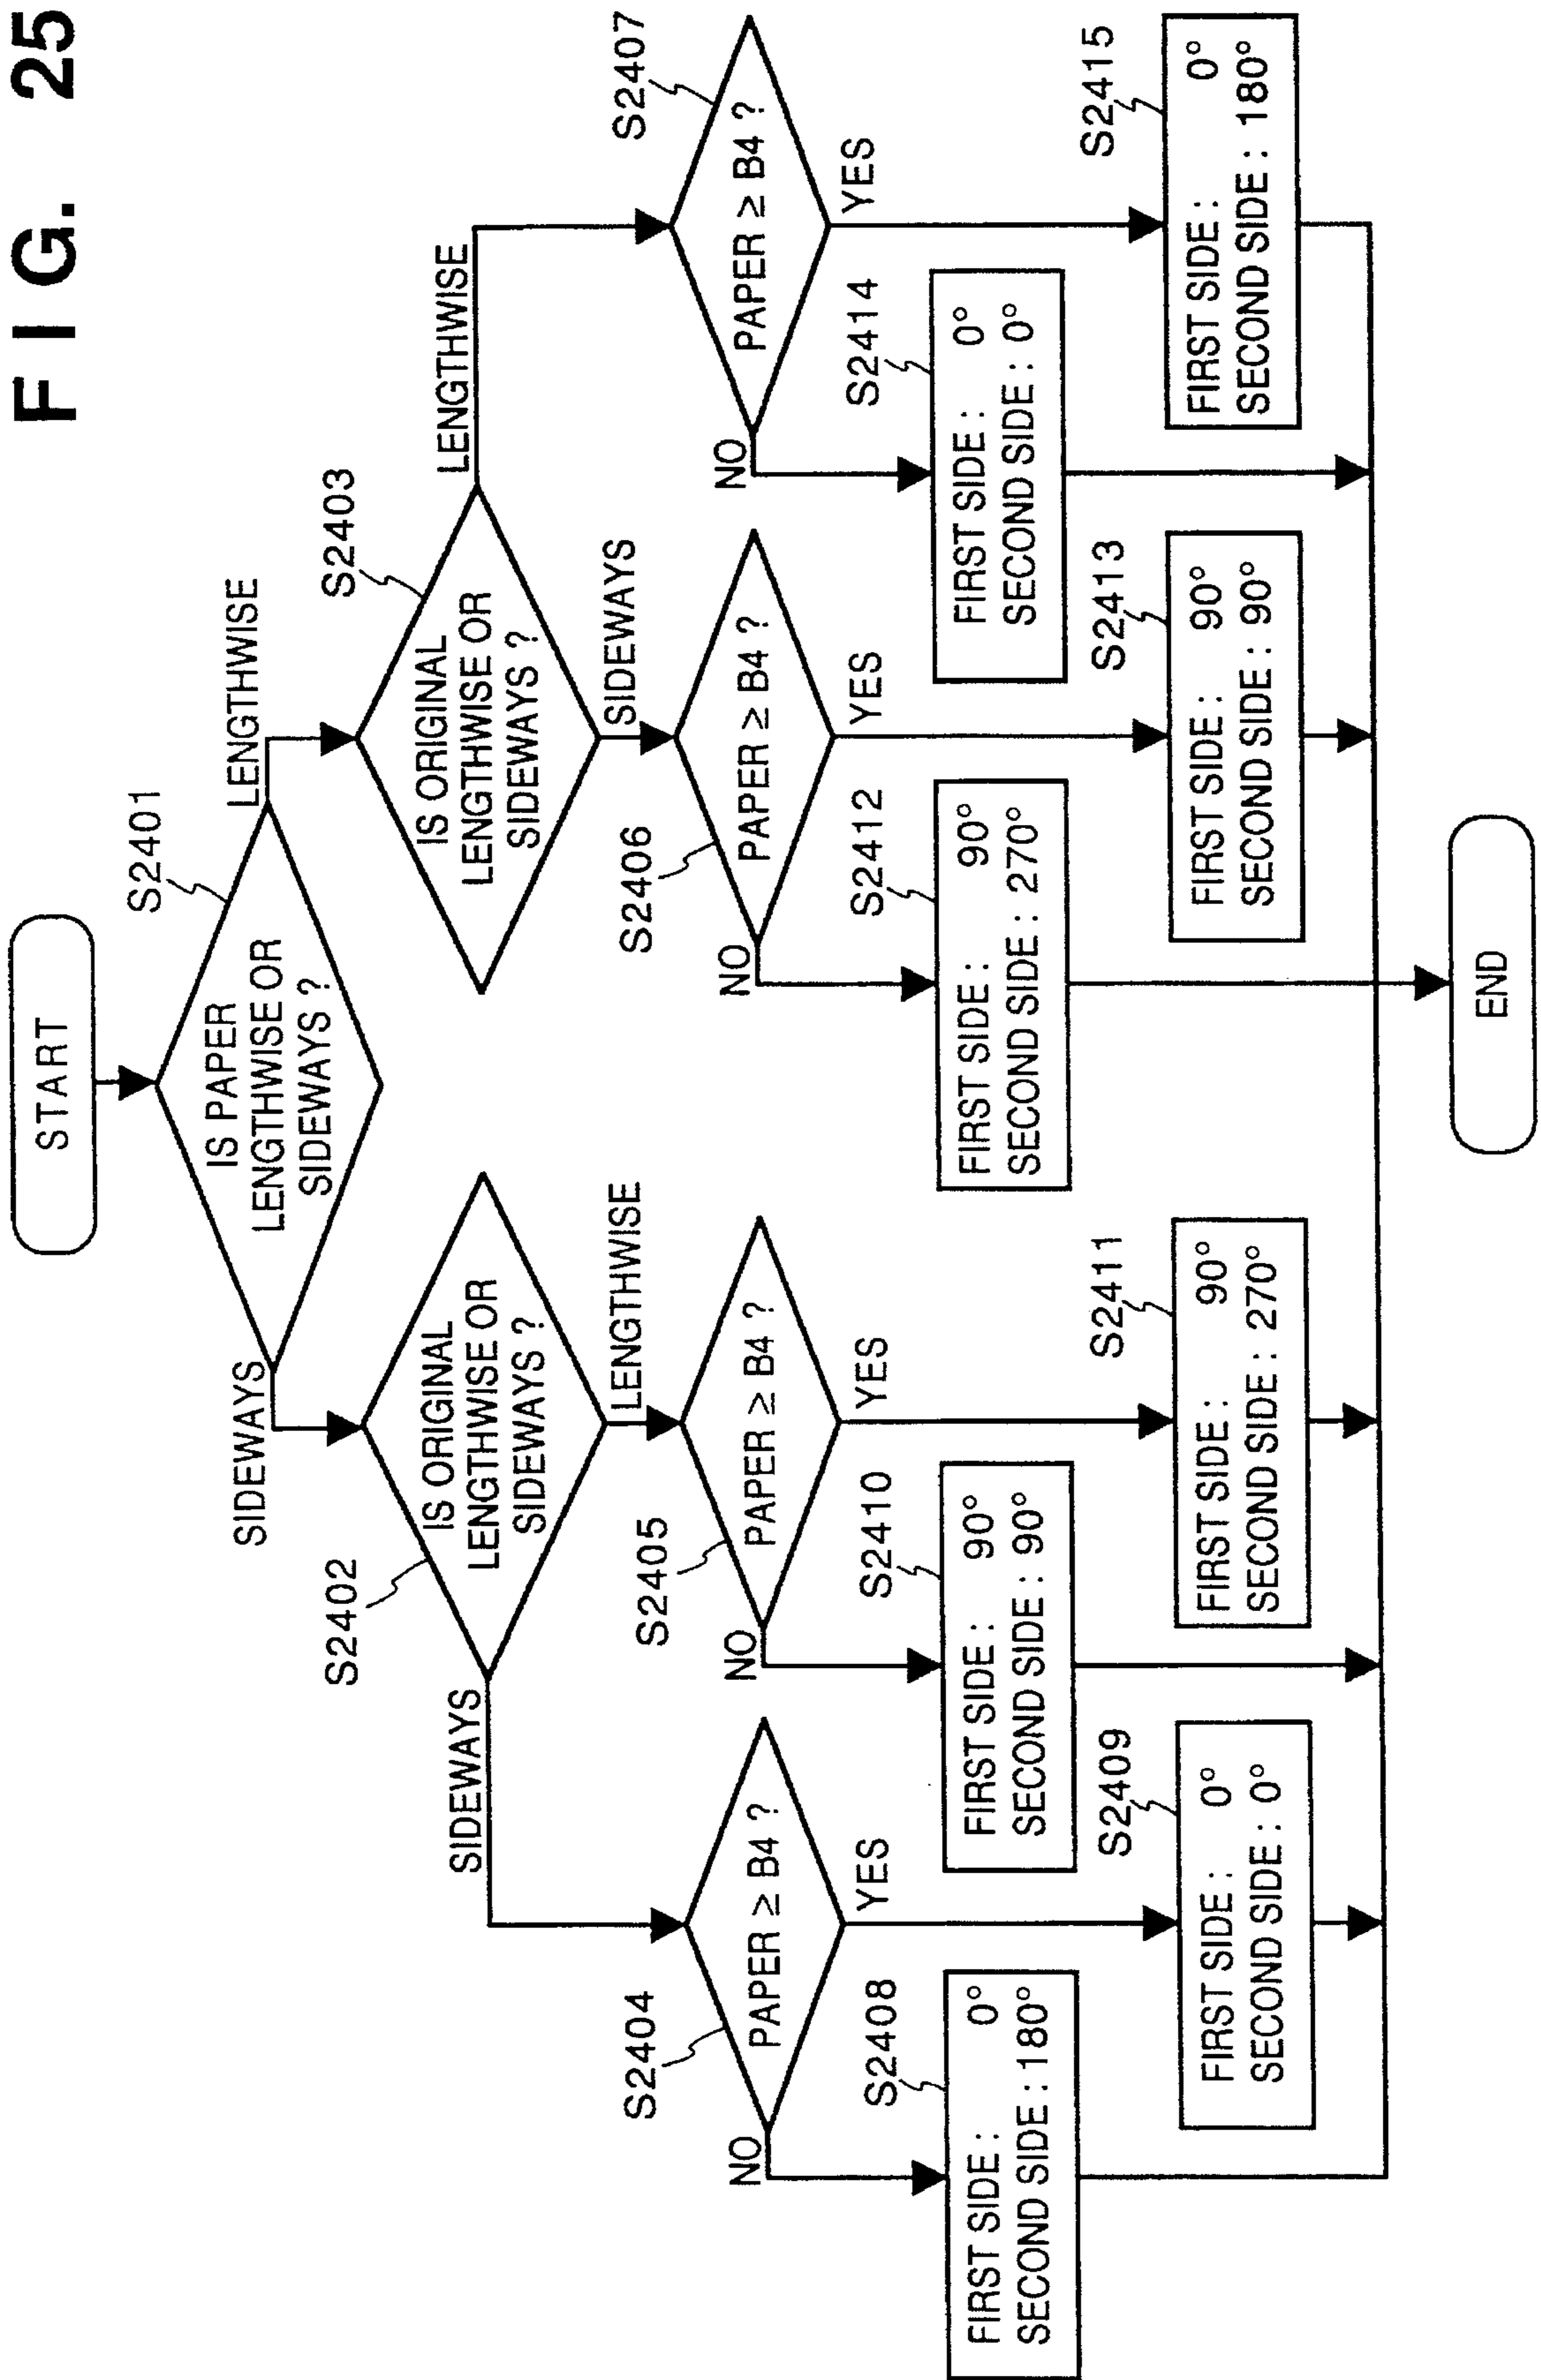 FIG. 25
START
S2401
IS PAPER
LENGTHWISE OR
SIDEWAYS ?
SIDEWAYS
LENGTHWISE
S2402
IS ORIGINAL
LENGTHWISE OR
SIDEWAYS ?
SIDEWAYS
LENGTHWISE
S2403
IS ORIGINAL
LENGTHWISE OR
SIDEWAYS ?
SIDEWAYS
LENGTHWISE
S2404
PAPER ≥ B4 ?
NO
YES
S2405
PAPER ≥ B4 ?
NO
YES
S2406
PAPER ≥ B4 ?
NO
YES
S2407
PAPER ≥ B4 ?
NO
YES
S2408
FIRST SIDE : 0°
SECOND SIDE : 180°
S2410
FIRST SIDE : 90°
SECOND SIDE : 90°
S2412
FIRST SIDE : 90°
SECOND SIDE : 270°
S2414
FIRST SIDE : 0°
SECOND SIDE : 0°
S2409
FIRST SIDE : 0°
SECOND SIDE : 0°
S2411
FIRST SIDE : 90°
SECOND SIDE : 270°
S2413
FIRST SIDE : 90°
SECOND SIDE : 90°
S2415
FIRST SIDE : 0°
SECOND SIDE : 180°
END